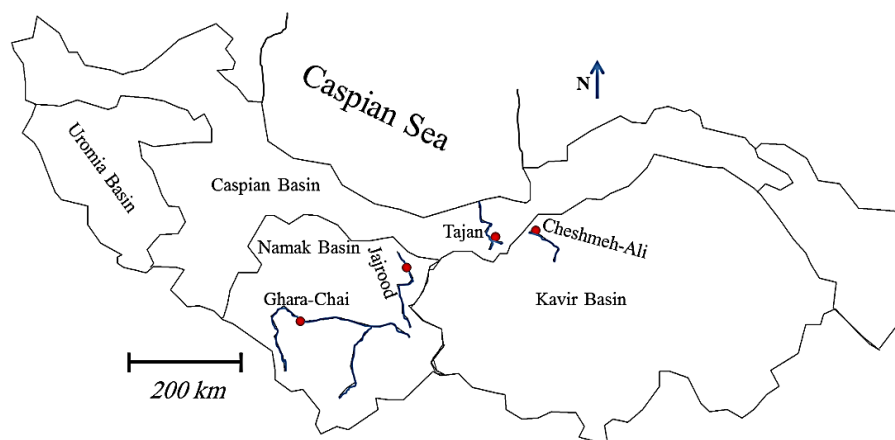 Caspian Sea
N
Uromia Basin
Caspian Basin
Tajan
Cheshmeh-Ali
Namak Basin
Jajrood
Ghara-Chai
Kavir Basin
200 km